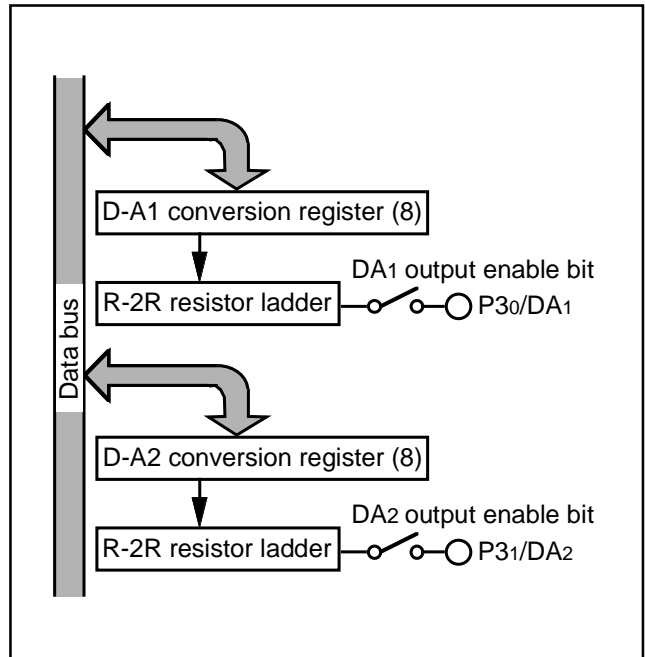 D-A1 conversion register (8)
DA1 output enable bit
R-2R resistor ladder
P30/DA1
Data bus
D-A2 conversion register (8)
DA2 output enable bit
R-2R resistor ladder
P31/DA2